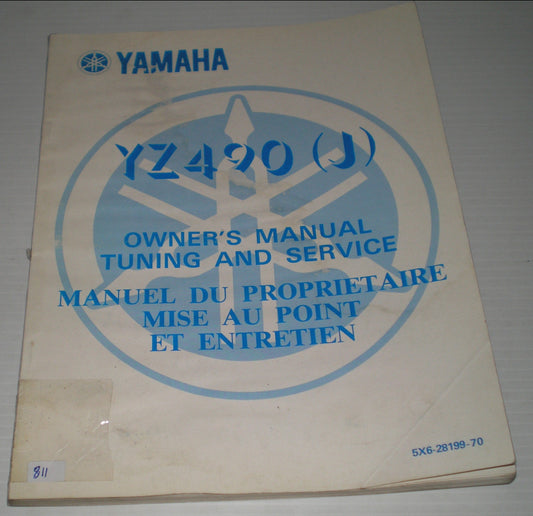 YAMAHA
YZ490 (J)
OWNER'S MANUAL
TUNING AND SERVICE
MANUEL DU PROPRIETAIRE
MISE AU POINT
ET ENTRETIEN
811
5X6-28199-70